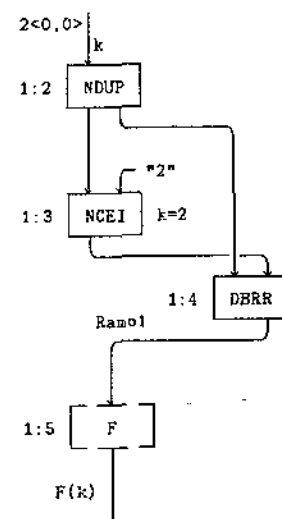 2<0,0>
k
1:2 NDUP
"2"
1:3 NCEI k=2
1:4 DBRR
Ramo1
1:5 F
F(k)